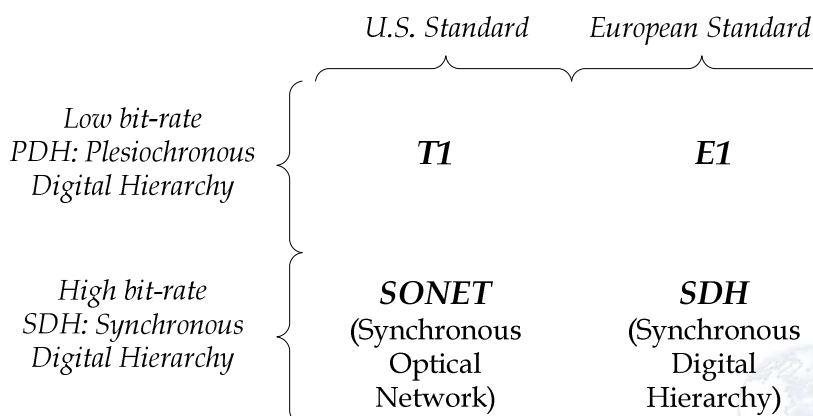 U.S. Standard
European Standard
Low bit-rate
PDH: Plesiochronous
Digital Hierarchy
T1
E1
High bit-rate
SDH: Synchronous
Digital Hierarchy
SONET
(Synchronous
Optical
Network)
SDH
(Synchronous
Digital
Hierarchy)